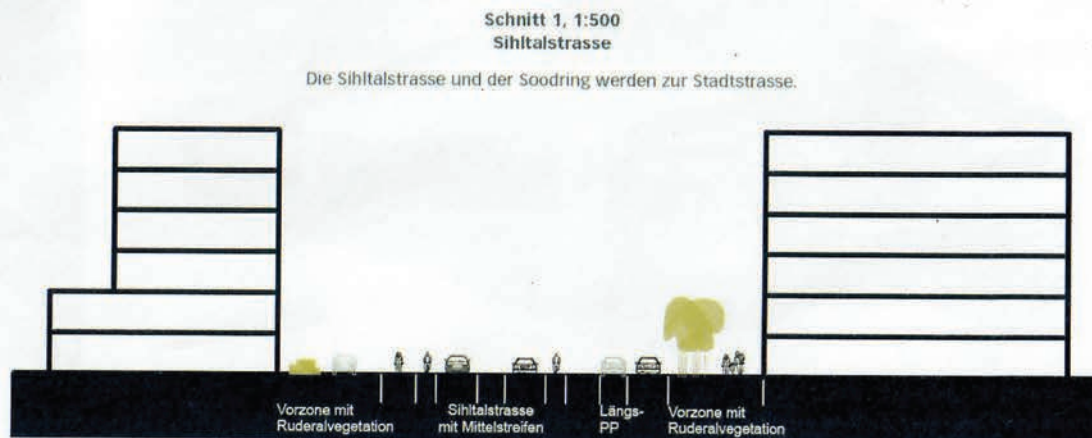 Schnitt 1, 1:500
Sihltalstrasse
Die Sihltalstrasse und der Soodring werden zur Stadtstrasse.
Vorzone mit
Ruderalvegetation
Sihltalstrasse
mit Mittelstreifen
Längs-
PP
Vorzone mit
Ruderalvegetation